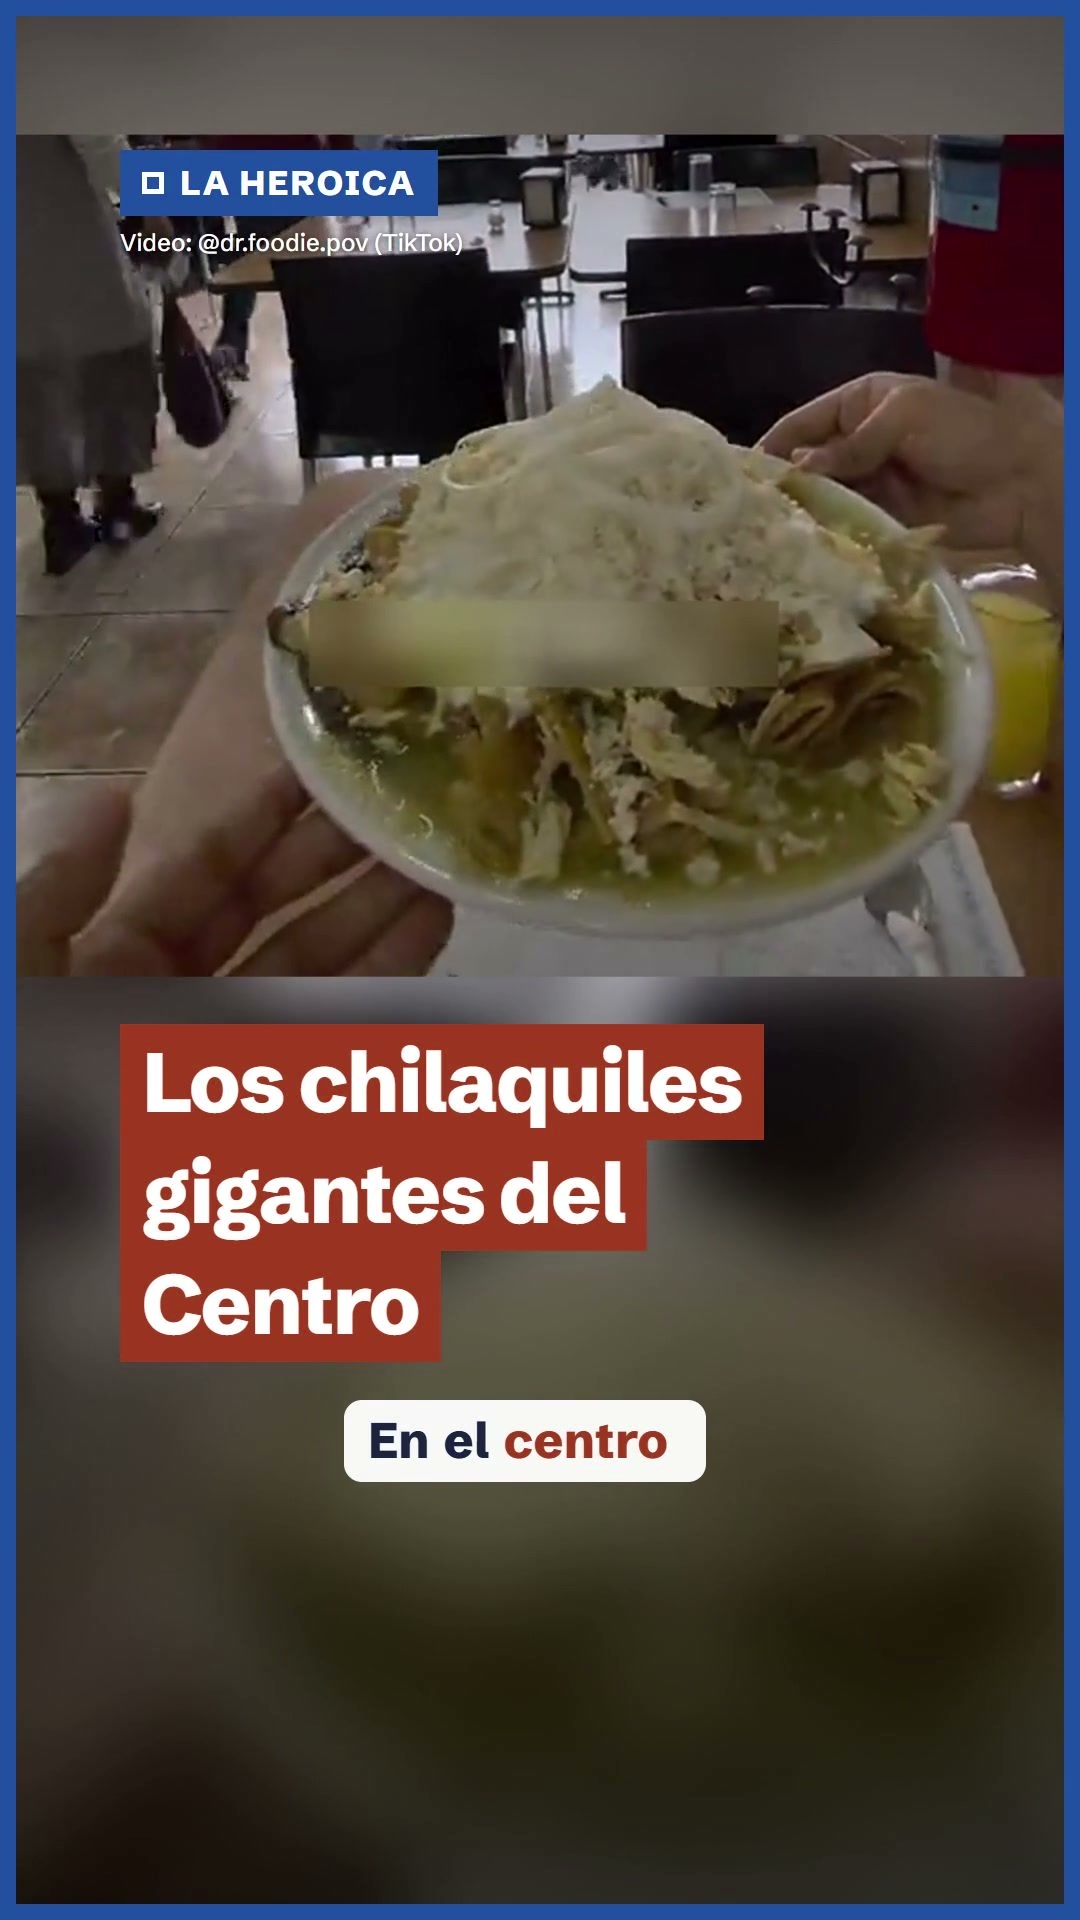 LA HEROICA
Video: @dr.foodie.pov (TikTok)
Los chilaquiles
gigantes del
Centro
En el centro